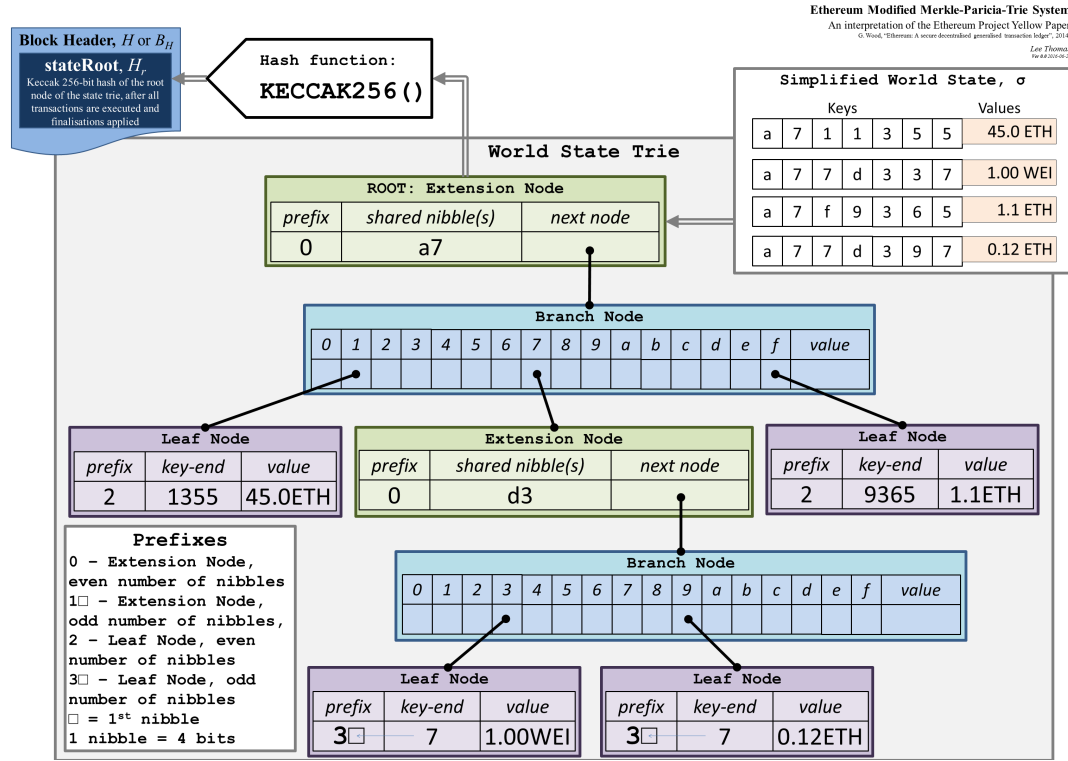 Ethereum Modified Merkle-Paricia-Trie System
An interpretation of the Ethereum Project Yellow Paper
G. Wood, "Ethereum: A secure decentralised generalised transaction ledger", 2014
Lee Thomas
Block Header, H or B_H
stateRoot, H_r
Keccak 256-bit hash of the root
node of the state trie, after all
transactions are executed and
finalisations applied
Hash function:
KECCAK256()
Simplified World State, σ
Keys Values
a 7 1 1 3 5 5 45.0 ETH
a 7 7 d 3 3 7 1.00 WEI
a 7 f 9 3 6 5 1.1 ETH
a 7 7 d 3 9 7 0.12 ETH
World State Trie
ROOT: Extension Node
prefix shared nibble(s) next node
0 a7
Branch Node
0 1 2 3 4 5 6 7 8 9 a b c d e f value
Leaf Node
prefix key-end value
2 1355 45.0ETH
Extension Node
prefix shared nibble(s) next node
0 d3
Leaf Node
prefix key-end value
2 9365 1.1ETH
Branch Node
0 1 2 3 4 5 6 7 8 9 a b c d e f value
Leaf Node
prefix key-end value
3□ 7 1.00WEI
Leaf Node
prefix key-end value
3□ 7 0.12ETH
Prefixes
0 – Extension Node,
even number of nibbles
1□ – Extension Node,
odd number of nibbles,
2 – Leaf Node, even
number of nibbles
3□ – Leaf Node, odd
number of nibbles
□ = 1st nibble
1 nibble = 4 bits